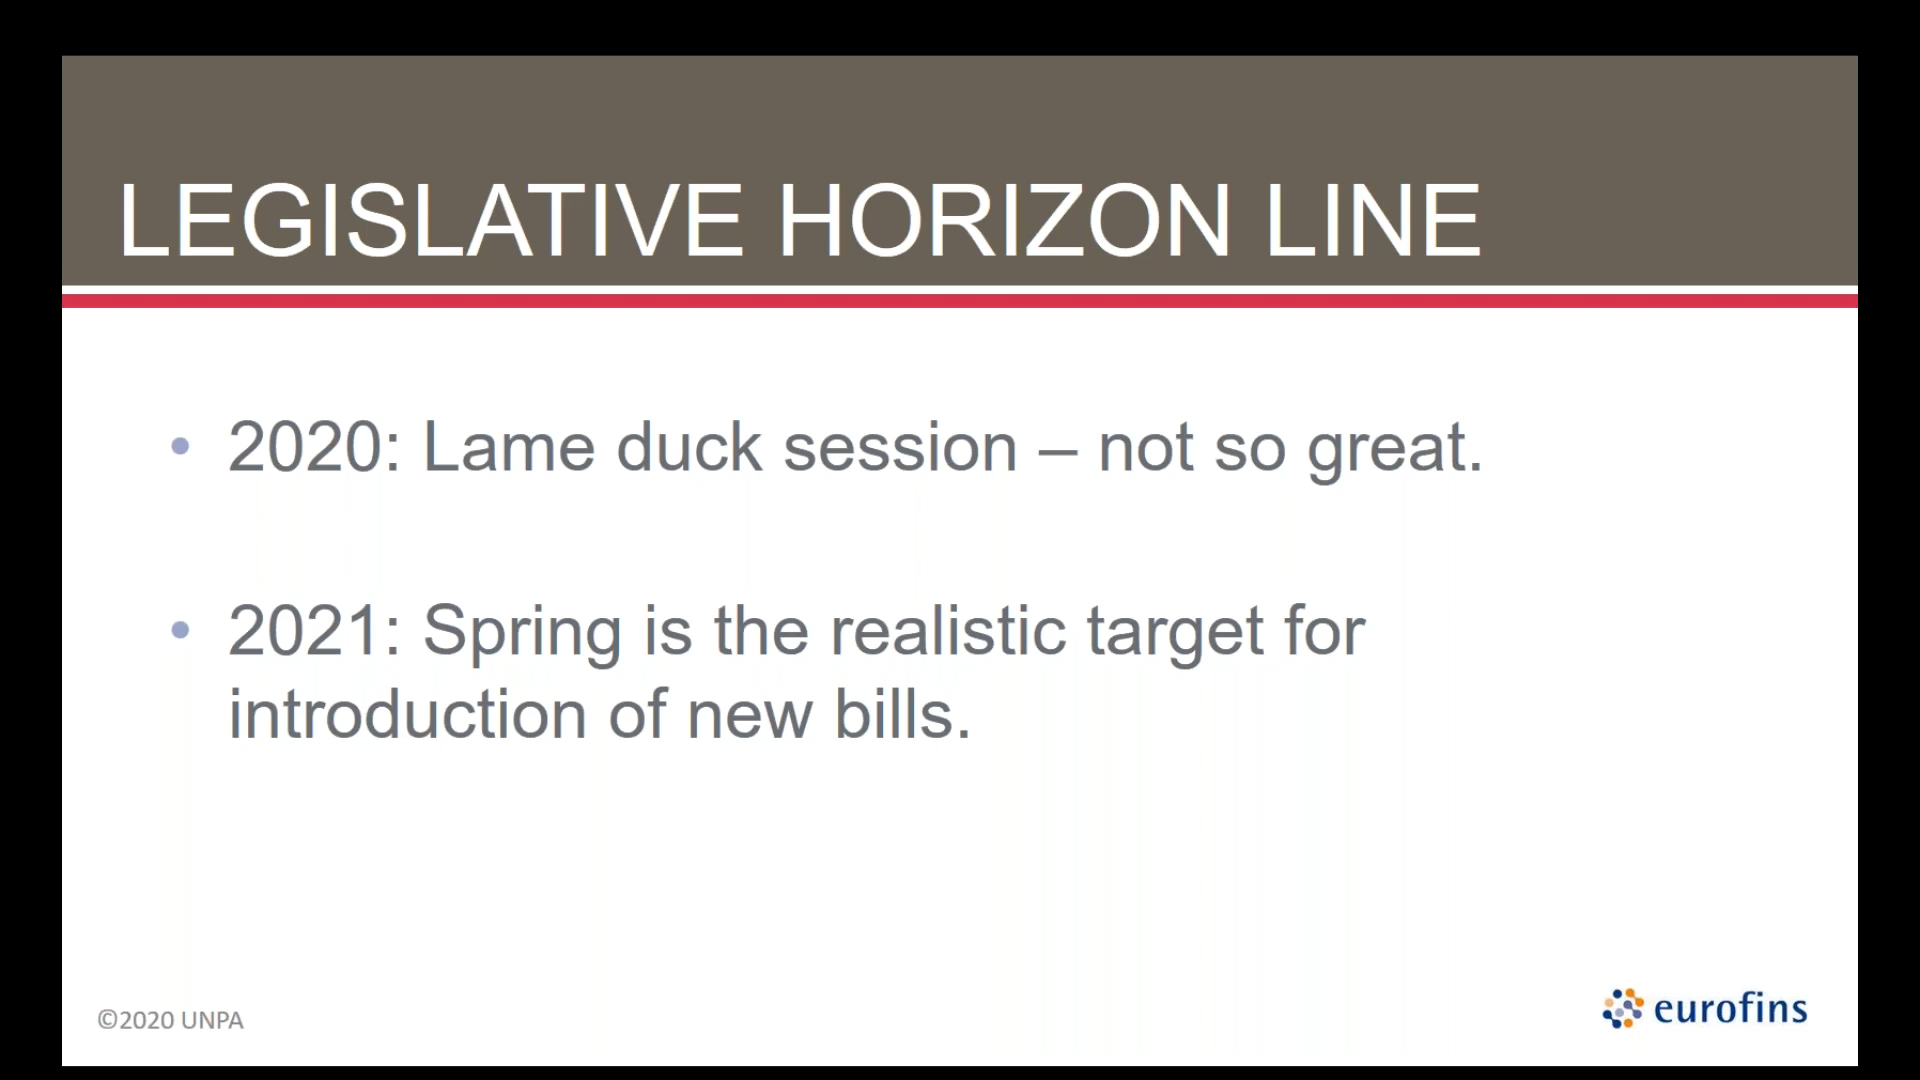 LEGISLATIVE HORIZON LINE
• 2020: Lame duck session – not so great.
• 2021: Spring is the realistic target for
introduction of new bills.
©2020 UNPA
eurofins